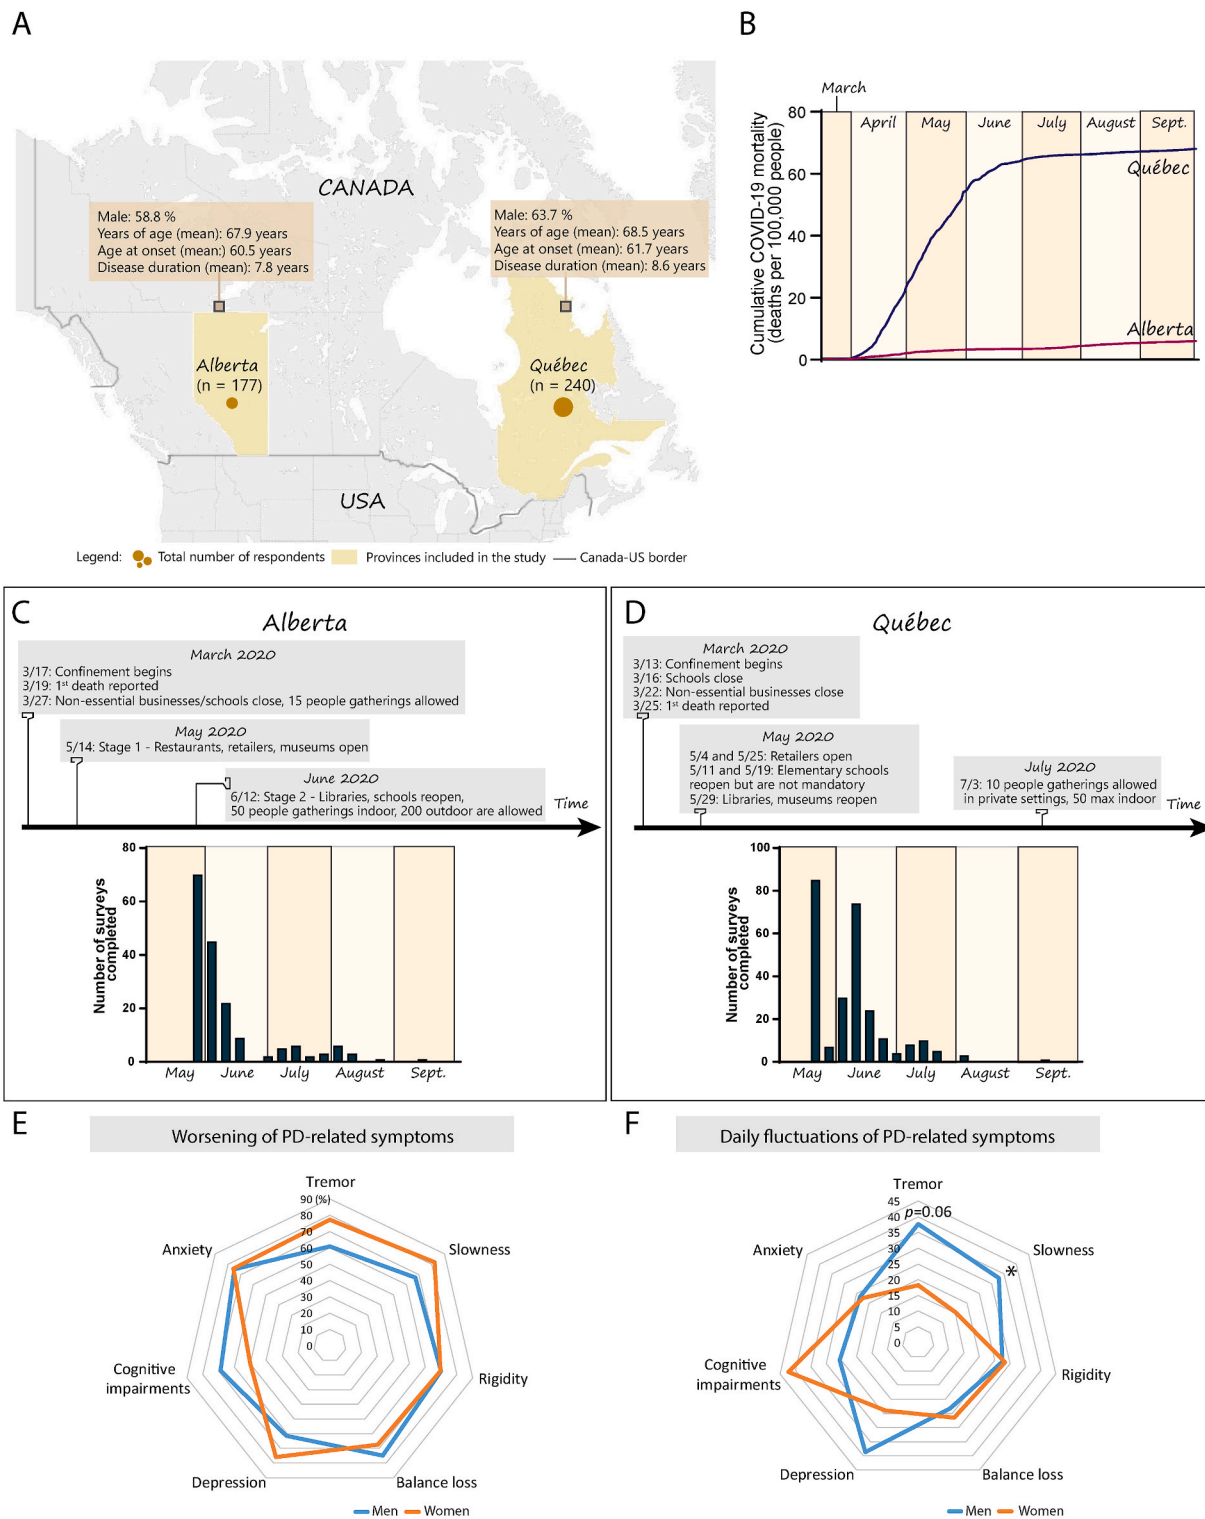 A
CANADA
Male: 58.8 %
Years of age (mean): 67.9 years
Age at onset (mean:) 60.5 years
Disease duration (mean): 7.8 years
Male: 63.7 %
Years of age (mean): 68.5 years
Age at onset (mean): 61.7 years
Disease duration (mean): 8.6 years
Alberta
(n = 177)
Québec
(n = 240)
USA
Legend:
Total number of respondents
Provinces included in the study
Canada-US border
B
March
April
May
June
July
August
Sept.
Cumulative COVID-19 mortality
(deaths per 100,000 people)
80
60
40
20
0
Québec
Alberta
C
Alberta
March 2020
3/17: Confinement begins
3/19: 1st death reported
3/27: Non-essential businesses/schools close, 15 people gatherings allowed
May 2020
5/14: Stage 1 - Restaurants, retailers, museums open
June 2020
6/12: Stage 2 - Libraries, schools reopen,
50 people gatherings indoor, 200 outdoor are allowed
Time
Number of surveys
completed
80
60
40
20
0
May
June
July
August
Sept.
D
Québec
March 2020
3/13: Confinement begins
3/16: Schools close
3/22: Non-essential businesses close
3/25: 1st death reported
May 2020
5/4 and 5/25: Retailers open
5/11 and 5/19: Elementary schools
reopen but are not mandatory
5/29: Libraries, museums reopen
July 2020
7/3: 10 people gatherings allowed
in private settings, 50 max indoor
Time
Number of surveys
completed
100
80
60
40
20
0
May
June
July
August
Sept.
E
Worsening of PD-related symptoms
Tremor
90 (%)
80
70
60
50
40
30
20
10
0
Slowness
Rigidity
Balance loss
Depression
Cognitive
impairments
Anxiety
Men
Women
F
Daily fluctuations of PD-related symptoms
Tremor
45
40
35
30
25
20
15
10
5
0
p=0.06
Slowness
*
Rigidity
Balance loss
Depression
Cognitive
impairments
Anxiety
Men
Women